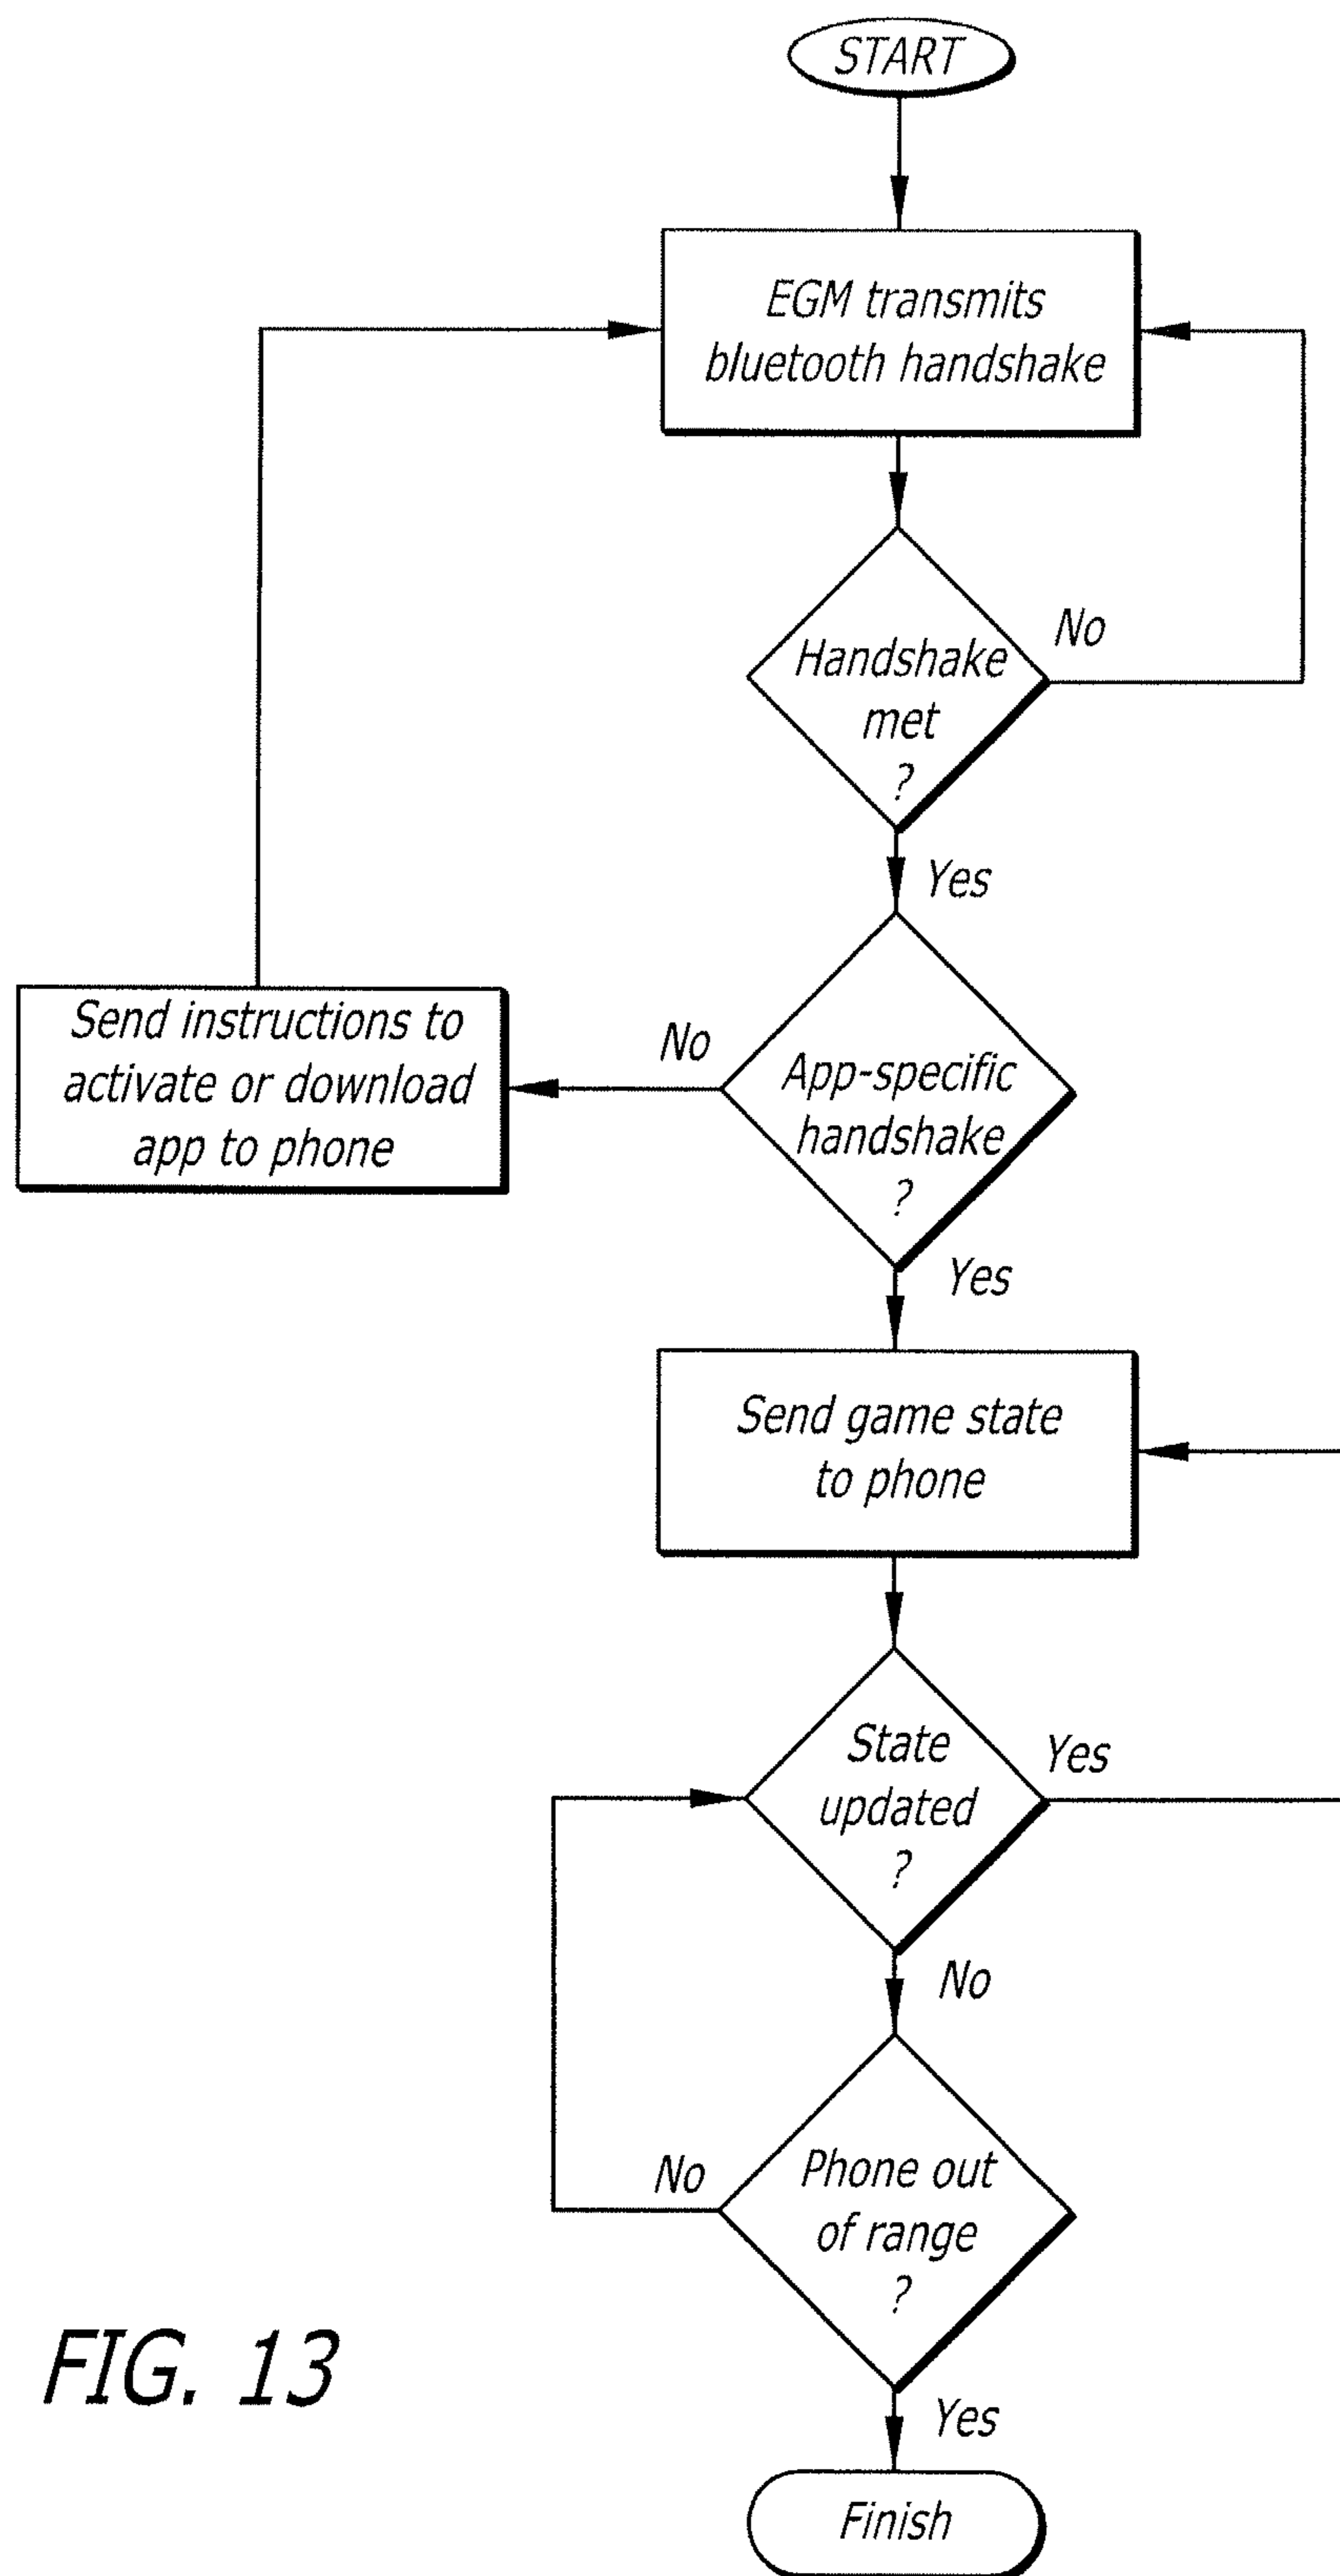 START
EGM transmits
bluetooth handshake
Handshake
met
?
No
Yes
Send instructions to
activate or download
app to phone
No
App-specific
handshake
?
Yes
Send game state
to phone
State
updated
?
Yes
No
Phone out
of range
?
No
Yes
Finish
FIG. 13